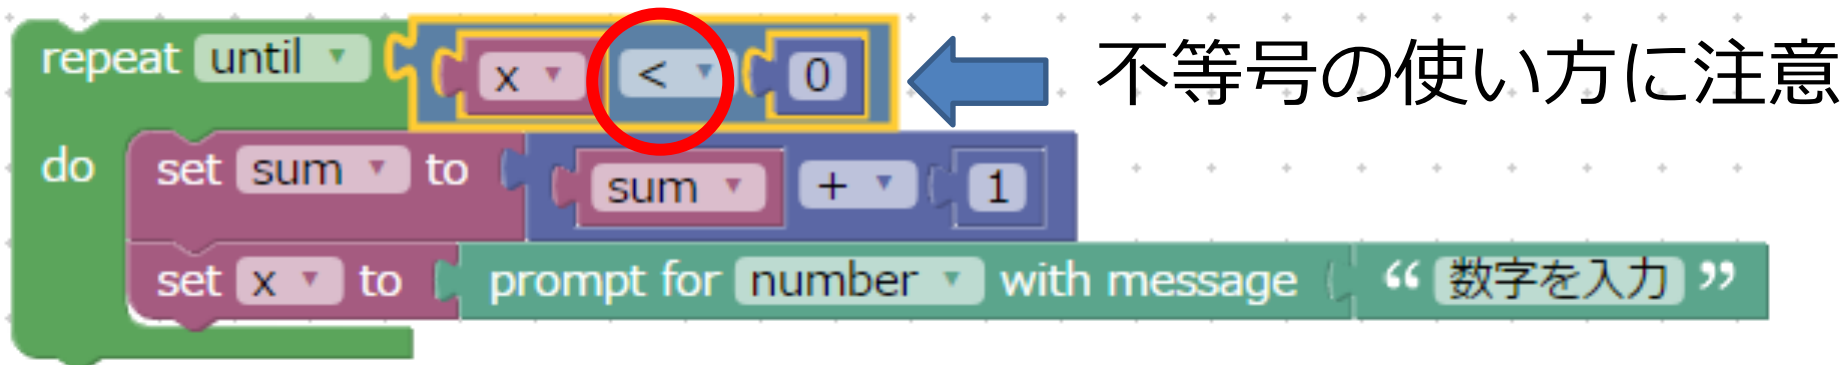 repeat until x < 0 不等号の使い方に注意
do set sum to sum + 1
set x to prompt for number with message “ 数字を入力 ”